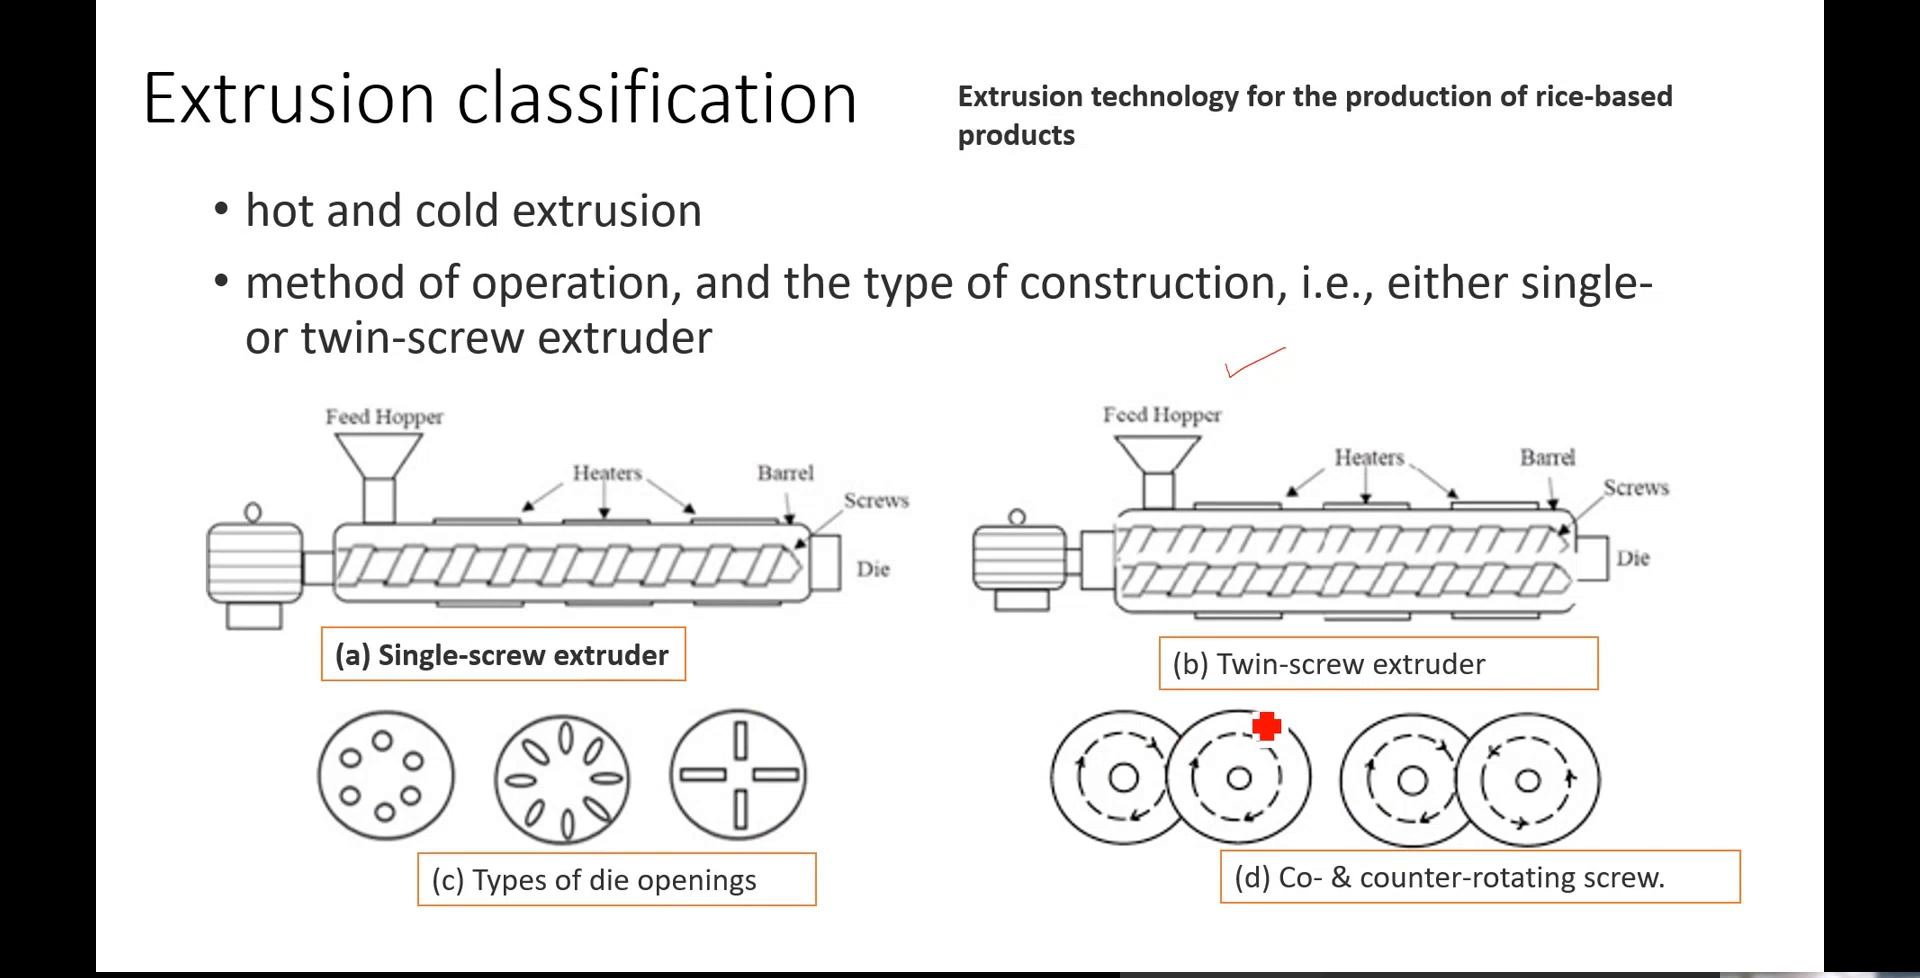 Extrusion classification
Extrusion technology for the production of rice-based
products
• hot and cold extrusion
• method of operation, and the type of construction, i.e., either single-
or twin-screw extruder
Feed Hopper
Heaters
Barrel
Screws
Die
(a) Single-screw extruder
Feed Hopper
Heaters
Barrel
Screws
Die
(b) Twin-screw extruder
(c) Types of die openings
(d) Co- & counter-rotating screw.